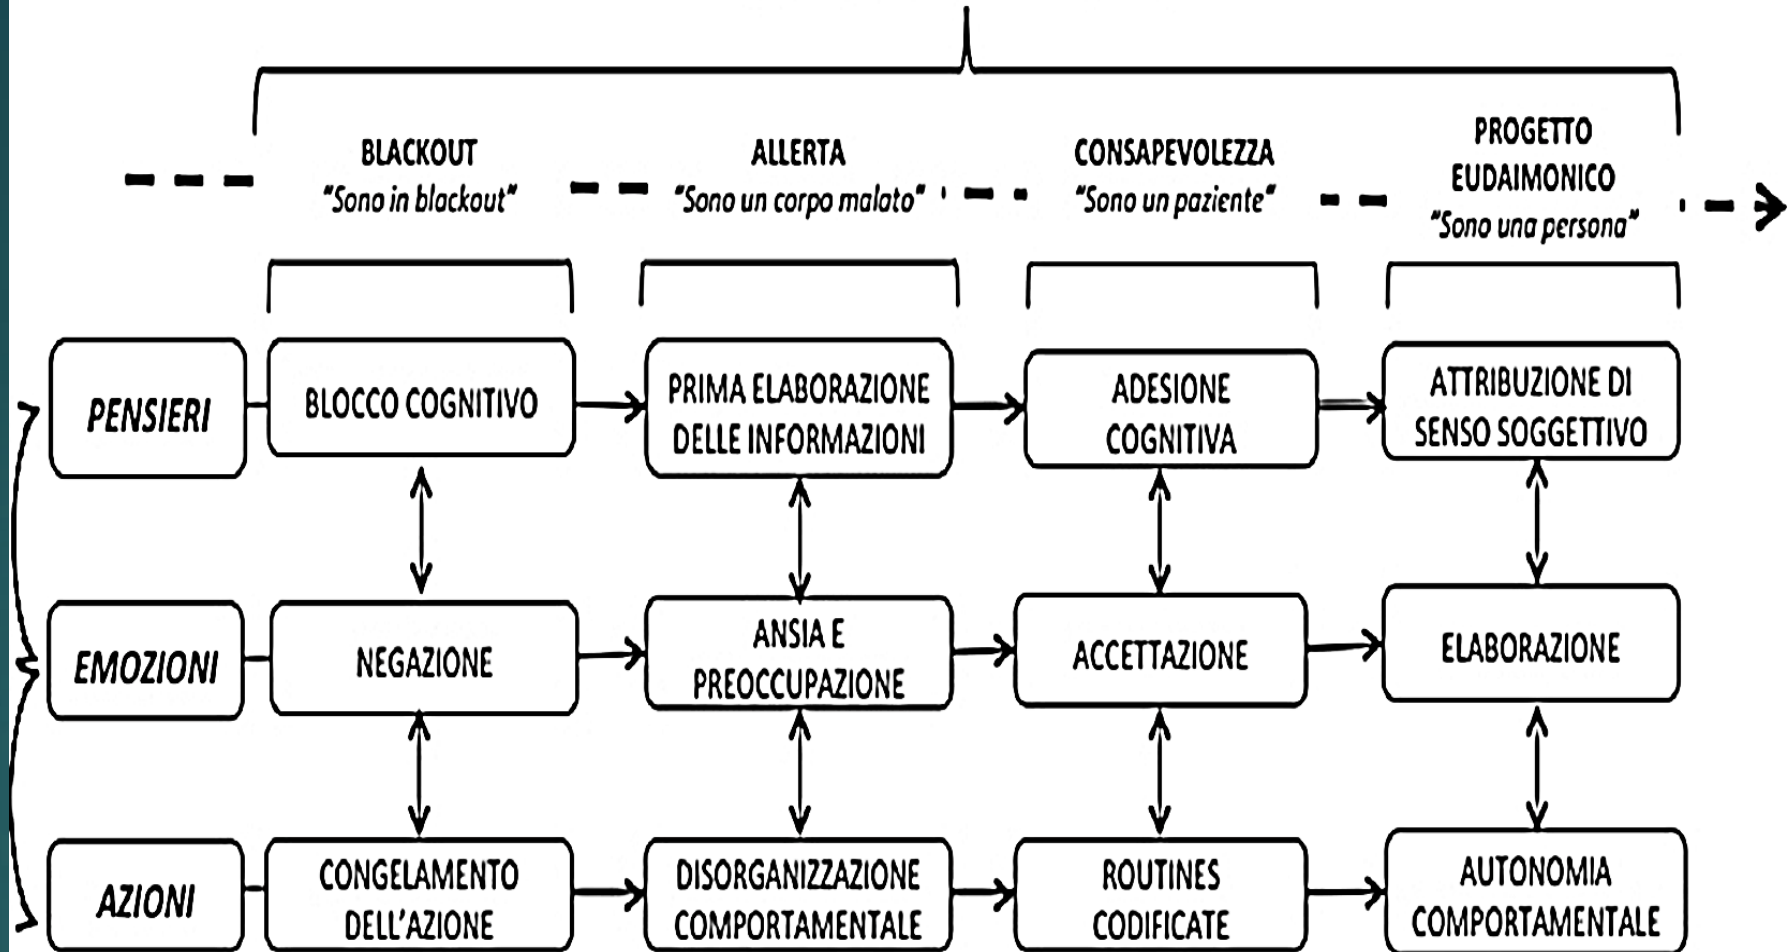 BLACKOUT
"Sono in blackout"
ALLERTA
"Sono un corpo malato"
CONSAPEVOLEZZA
"Sono un paziente"
PROGETTO
EUDAIMONICO
"Sono una persona"
PENSIERI
BLOCCO COGNITIVO
PRIMA ELABORAZIONE
DELLE INFORMAZIONI
ADESIONE
COGNITIVA
ATTRIBUZIONE DI
SENSO SOGGETTIVO
EMOZIONI
NEGAZIONE
ANSIA E
PREOCCUPAZIONE
ACCETTAZIONE
ELABORAZIONE
AZIONI
CONGELAMENTO
DELL'AZIONE
DISORGANIZZAZIONE
COMPORTAMENTALE
ROUTINES
CODIFICATE
AUTONOMIA
COMPORTAMENTALE